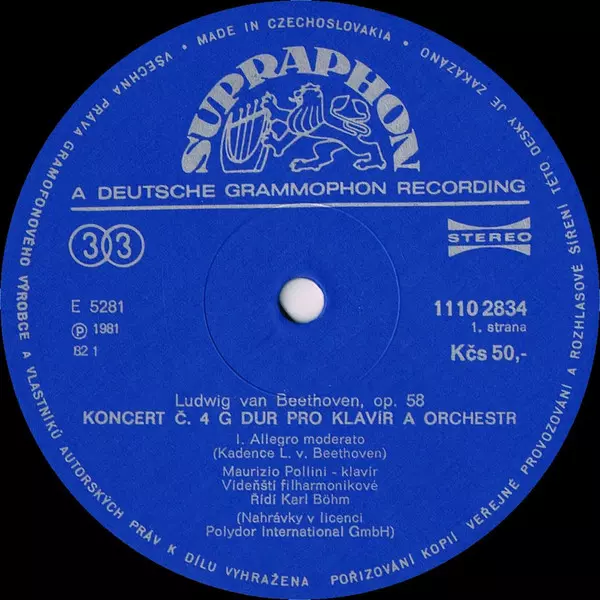 VŠECHNA PRÁVA GRAMOFONOVÉHO VÝROBCE A VLASTNÍKŮ AUTORSKÝCH PRÁV K DÍLU VYHRAŽENA
• MADE IN CZECHOSLOVAKIA •
POŘIZOVÁNÍ KOPIÍ VEŘEJNÉ PROVOZOVÁNÍ A ROZHLASOVÉ ŠÍŘENÍ TÉTO DESKY JE ZAKÁZÁNO
SUPRAPHON
A DEUTSCHE GRAMMOPHON RECORDING
33
STEREO
E 5281
℗ 1981
82 1
1110 2834
1. strana
Kčs 50,-
Ludwig van Beethoven, op. 58
KONCERT Č. 4 G DUR PRO KLAVÍR A ORCHESTR
I. Allegro moderato
(Kadence L. v. Beethoven)
Maurizio Pollini - klavír
Vídeňští filharmonikové
Řídí Karl Böhm
(Nahrávky v licenci
Polydor International GmbH)